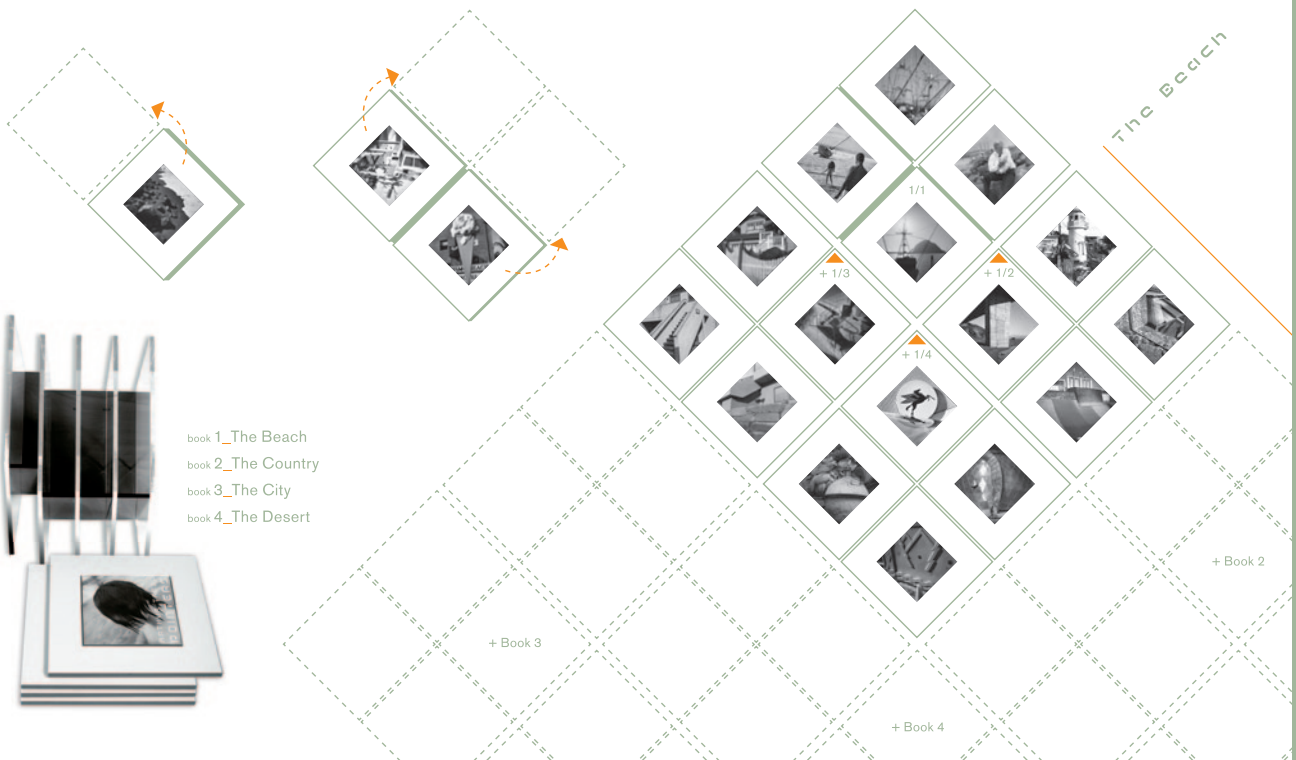 The Beach
1/1
+ 1/3
+ 1/2
+ 1/4
book 1_The Beach
book 2_The Country
book 3_The City
book 4_The Desert
+ Book 2
+ Book 3
+ Book 4